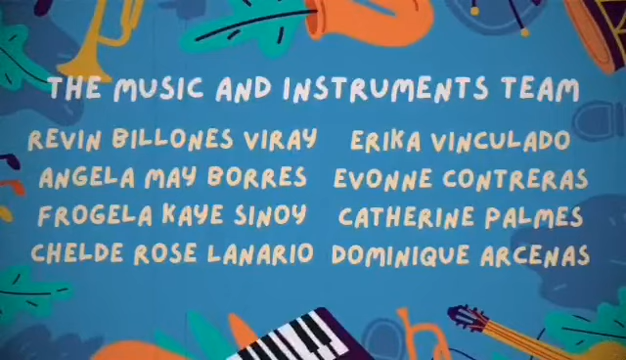 THE MUSIC AND INSTRUMENTS TEAM
REVIN BILLONES VIRAY
ANGELA MAY BORRES
FROGELA KAYE SINOY
CHELDE ROSE LANARIO
ERIKA VINCULADO
EVONNE CONTRERAS
CATHERINE PALMES
DOMINIQUE ARCENAS